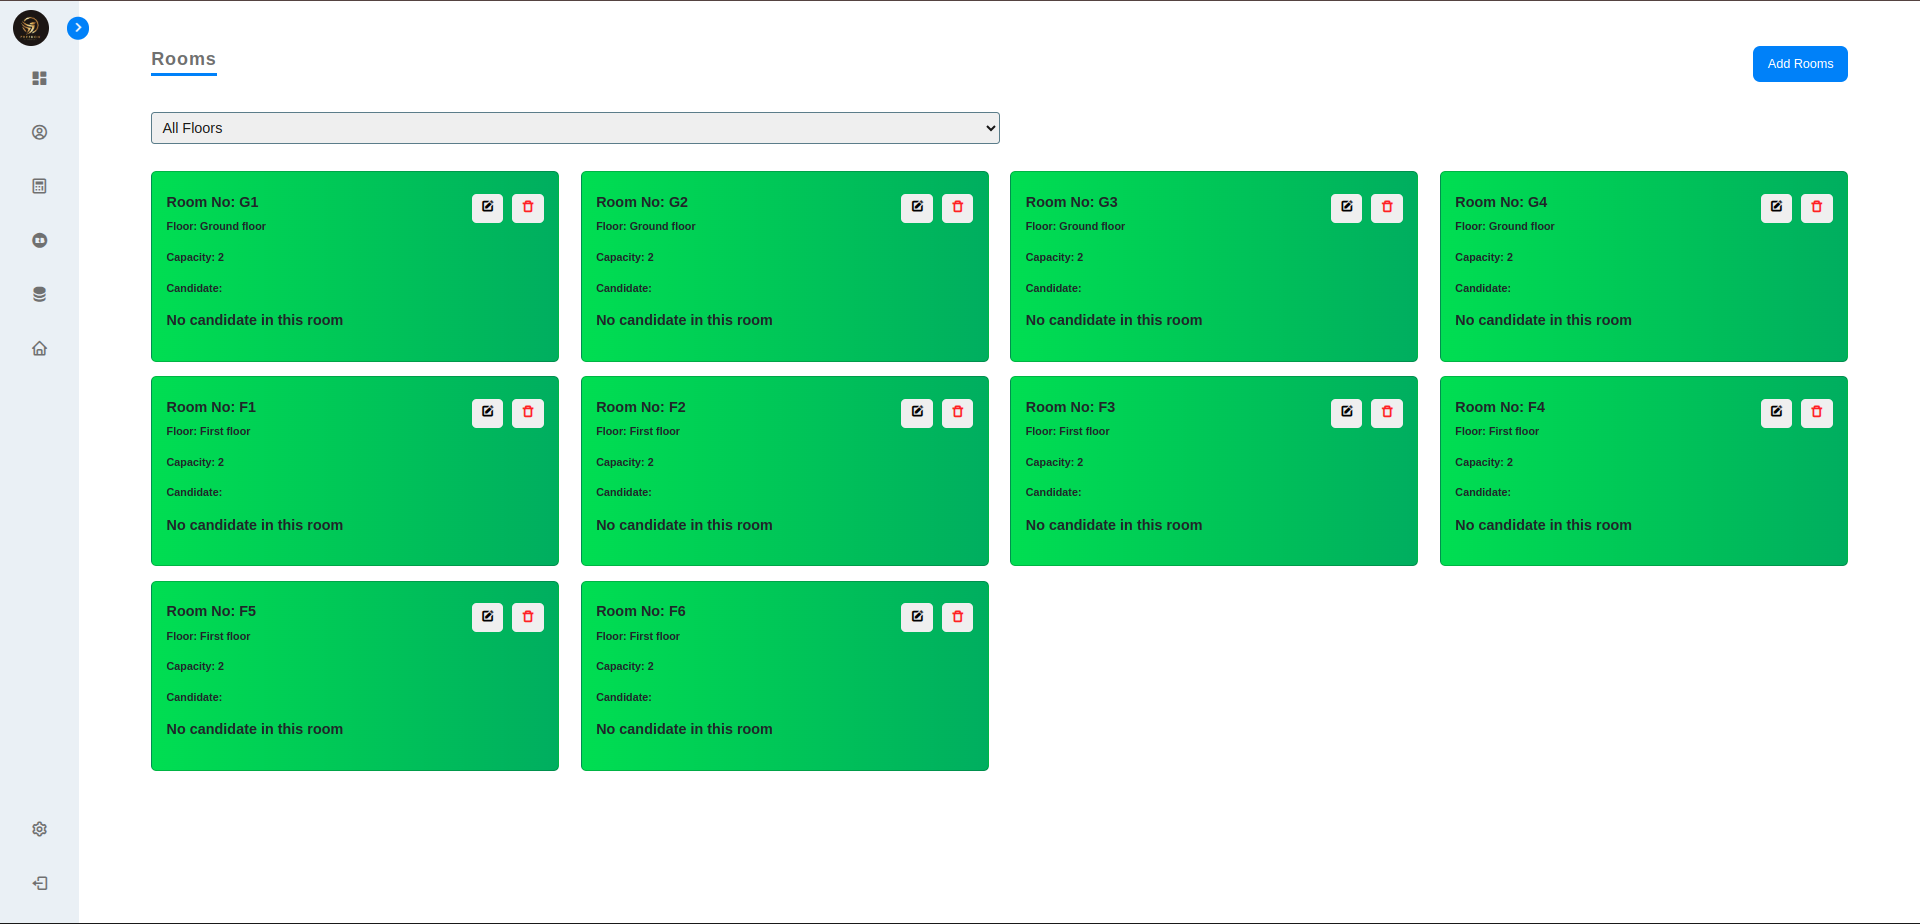 Rooms
Add Rooms
All Floors
Room No: G1
Floor: Ground floor
Capacity: 2
Candidate:
No candidate in this room
Room No: G2
Floor: Ground floor
Capacity: 2
Candidate:
No candidate in this room
Room No: G3
Floor: Ground floor
Capacity: 2
Candidate:
No candidate in this room
Room No: G4
Floor: Ground floor
Capacity: 2
Candidate:
No candidate in this room
Room No: F1
Floor: First floor
Capacity: 2
Candidate:
No candidate in this room
Room No: F2
Floor: First floor
Capacity: 2
Candidate:
No candidate in this room
Room No: F3
Floor: First floor
Capacity: 2
Candidate:
No candidate in this room
Room No: F4
Floor: First floor
Capacity: 2
Candidate:
No candidate in this room
Room No: F5
Floor: First floor
Capacity: 2
Candidate:
No candidate in this room
Room No: F6
Floor: First floor
Capacity: 2
Candidate:
No candidate in this room